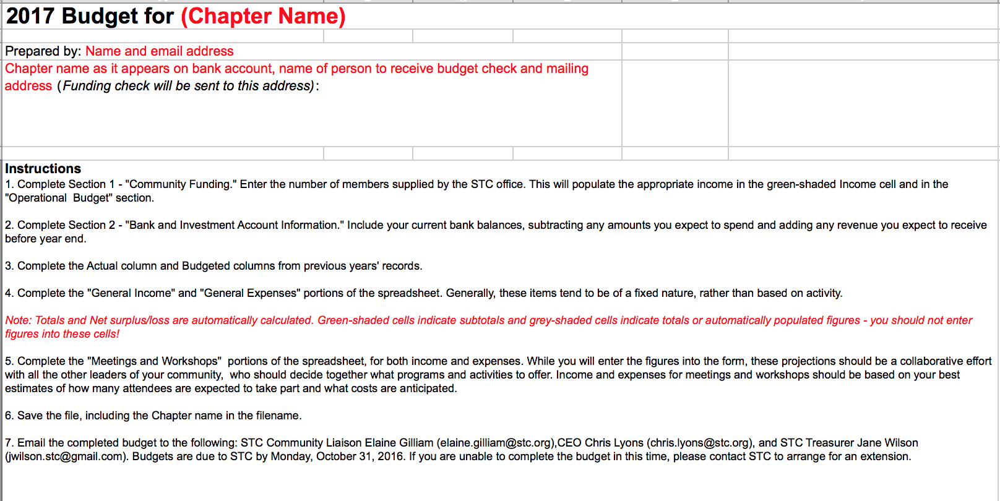 2017 Budget for (Chapter Name)
Prepared by: Name and email address
Chapter name as it appears on bank account, name of person to receive budget check and mailing
address (Funding check will be sent to this address):
Instructions
1. Complete Section 1 - "Community Funding." Enter the number of members supplied by the STC office. This will populate the appropriate income in the green-shaded Income cell and in the
"Operational  Budget" section.
2. Complete Section 2 - "Bank and Investment Account Information." Include your current bank balances, subtracting any amounts you expect to spend and adding any revenue you expect to receive
before year end.
3. Complete the Actual column and Budgeted columns from previous years' records.
4. Complete the "General Income" and "General Expenses" portions of the spreadsheet. Generally, these items tend to be of a fixed nature, rather than based on activity.
Note: Totals and Net surplus/loss are automatically calculated. Green-shaded cells indicate subtotals and grey-shaded cells indicate totals or automatically populated figures - you should not enter
figures into these cells!
5. Complete the "Meetings and Workshops"  portions of the spreadsheet, for both income and expenses. While you will enter the figures into the form, these projections should be a collaborative effort
with all the other leaders of your community,  who should decide together what programs and activities to offer. Income and expenses for meetings and workshops should be based on your best
estimates of how many attendees are expected to take part and what costs are anticipated.
6. Save the file, including the Chapter name in the filename.
7. Email the completed budget to the following: STC Community Liaison Elaine Gilliam (elaine.gilliam@stc.org),CEO Chris Lyons (chris.lyons@stc.org), and STC Treasurer Jane Wilson
(jwilson.stc@gmail.com). Budgets are due to STC by Monday, October 31, 2016. If you are unable to complete the budget in this time, please contact STC to arrange for an extension.